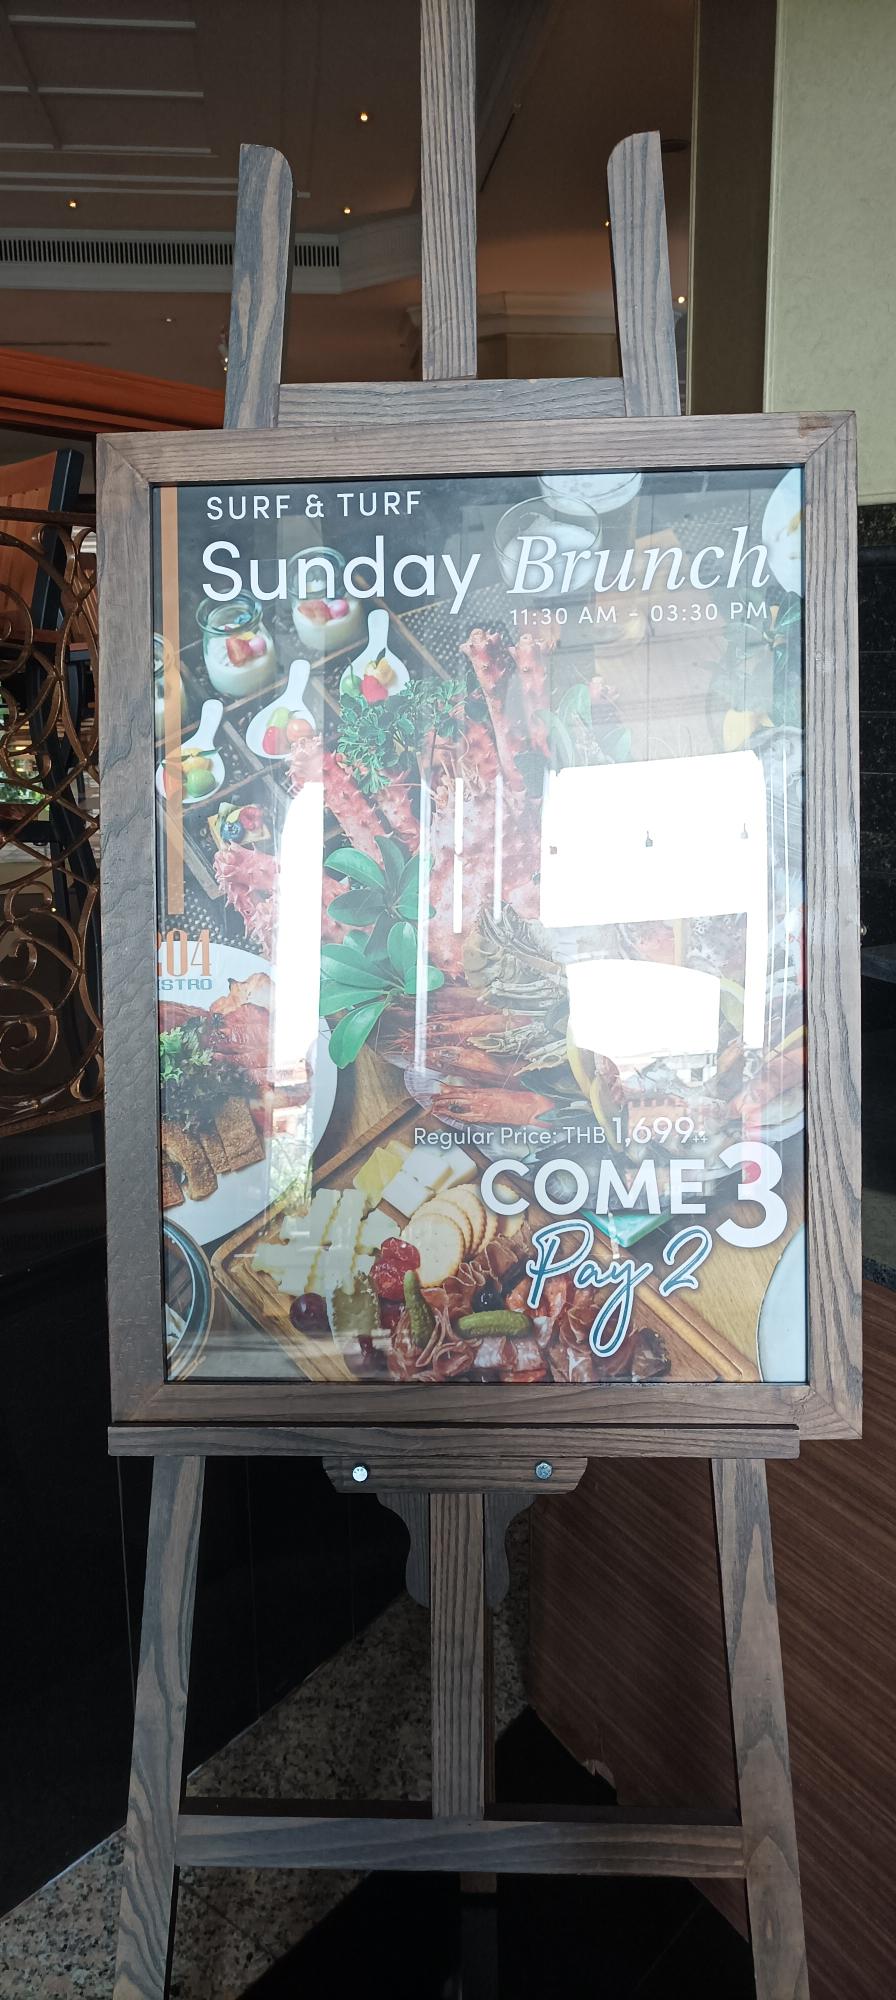 SURF & TURF
Sunday Brunch
11:30 AM - 03:30 PM
204
Regular Price: THB 1,699++
COME 3
Pay 2